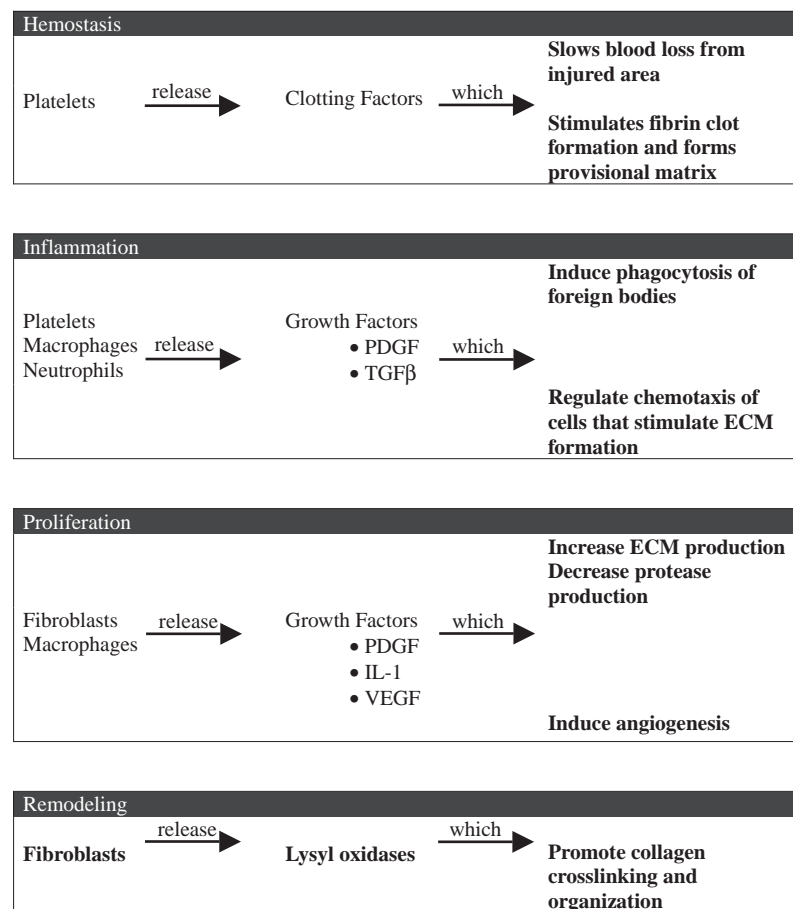 Hemostasis
Platelets
release
Clotting Factors
which
Slows blood loss from
injured area
Stimulates fibrin clot
formation and forms
provisional matrix
Inflammation
Platelets
Macrophages
Neutrophils
release
Growth Factors
• PDGF
• TGFβ
which
Induce phagocytosis of
foreign bodies
Regulate chemotaxis of
cells that stimulate ECM
formation
Proliferation
Fibroblasts
Macrophages
release
Growth Factors
• PDGF
• IL-1
• VEGF
which
Increase ECM production
Decrease protease
production
Induce angiogenesis
Remodeling
Fibroblasts
release
Lysyl oxidases
which
Promote collagen
crosslinking and
organization